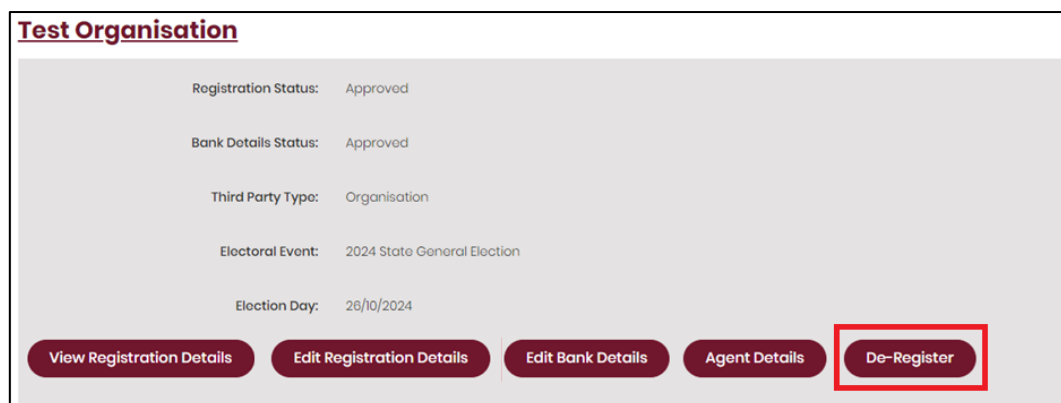 Test Organisation
Registration Status: Approved
Bank Details Status: Approved
Third Party Type: Organisation
Electoral Event: 2024 State General Election
Election Day: 26/10/2024
View Registration Details Edit Registration Details Edit Bank Details Agent Details De-Register